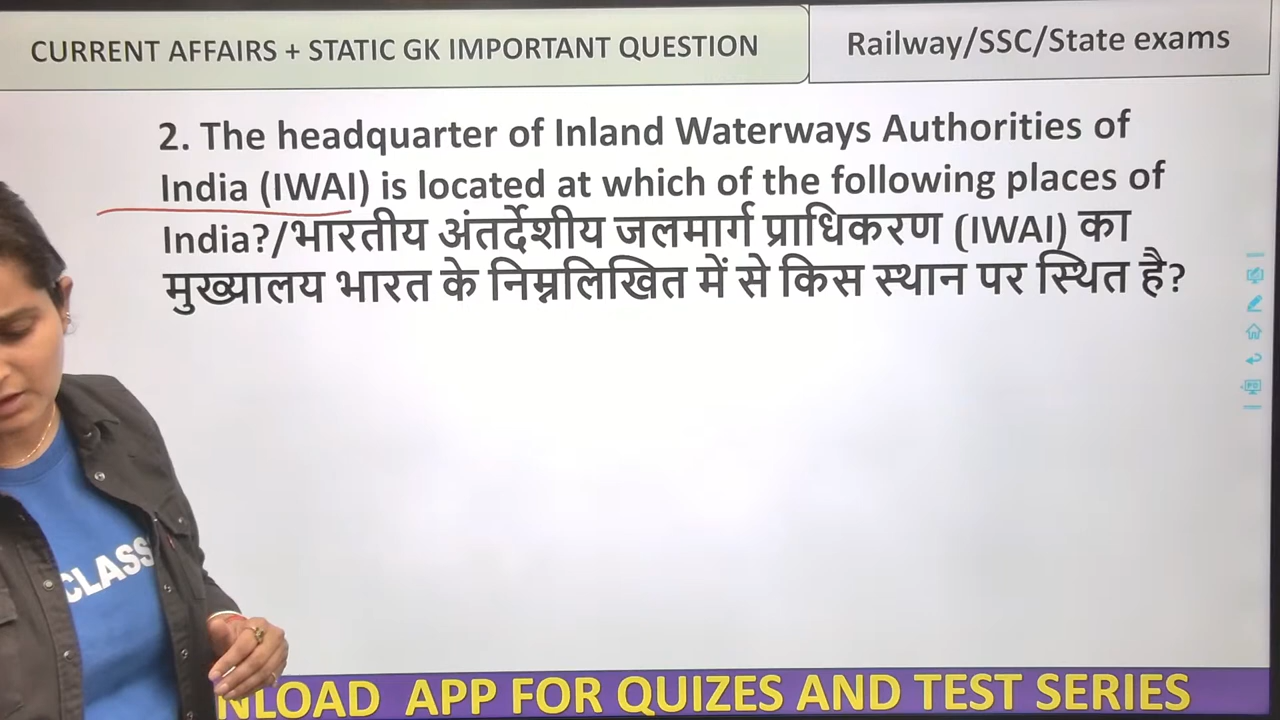 CURRENT AFFAIRS + STATIC GK IMPORTANT QUESTION
Railway/SSC/State exams
2. The headquarter of Inland Waterways Authorities of
India (IWAI) is located at which of the following places of
India?/भारतीय अंतर्देशीय जलमार्ग प्राधिकरण (IWAI) का
मुख्यालय भारत के निम्नलिखित में से किस स्थान पर स्थित है?
CLASS
NLOAD APP FOR QUIZES AND TEST SERIES